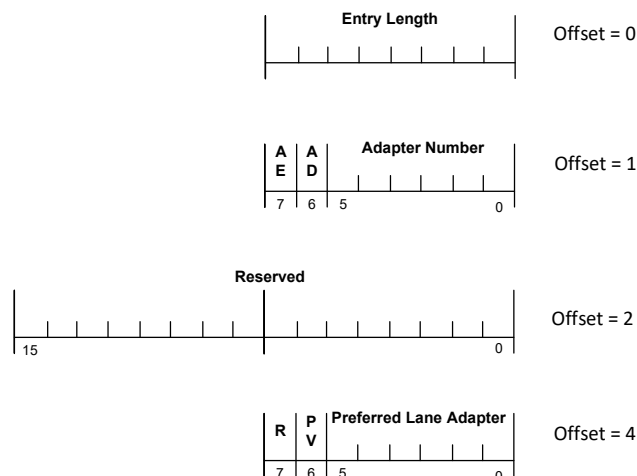 Entry Length
Offset = 0
A A Adapter Number
E D
Offset = 1
7 6 5 0
Reserved
Offset = 2
15 0
R P Preferred Lane Adapter
V
Offset = 4
7 6 5 0